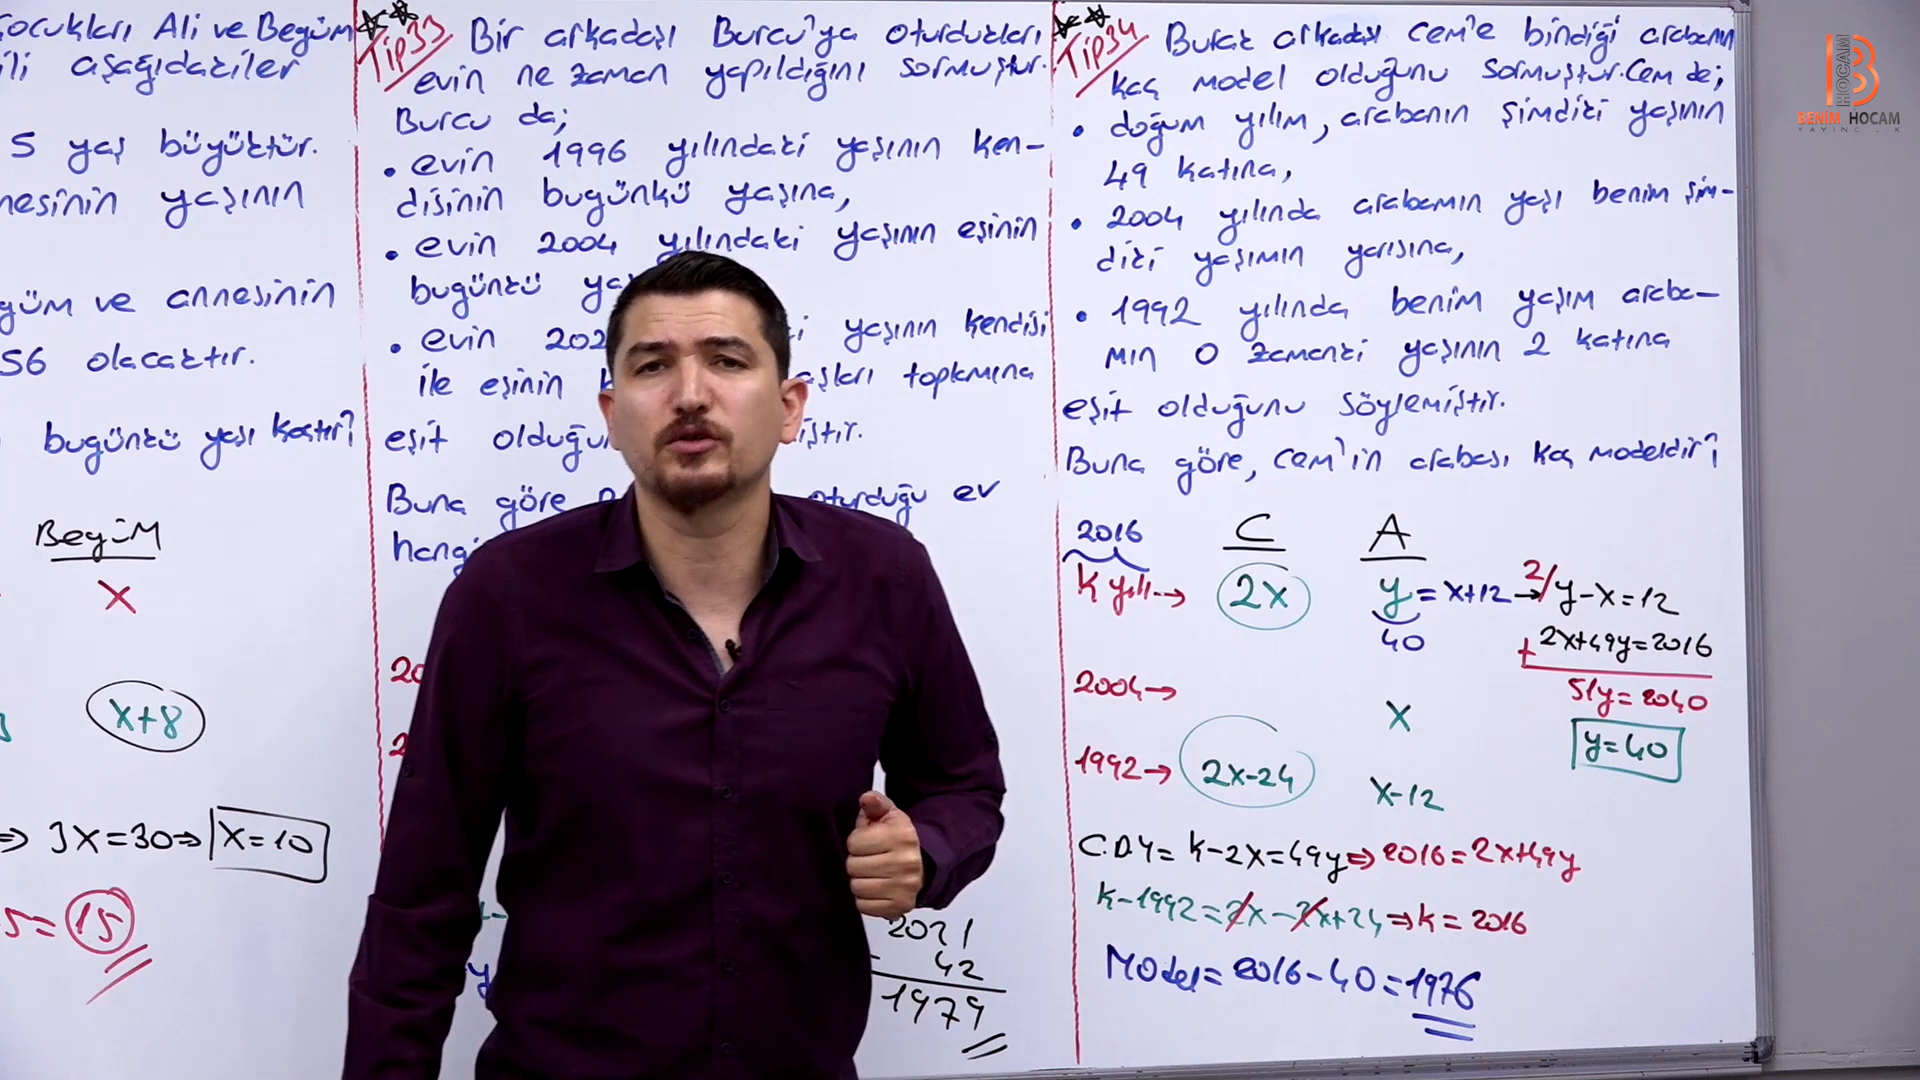 Çocukları Ali ve Begüm
ili aşağıdakiler
5 yaş büyüktür.
nesinin yaşının
güm ve annesinin
56 olacaktır.
bugünkü yaşı kaçtır?
BegüM
x
x+8
⇒ 3x=30⇒ x=10
5= 15
Tip33 Bir arkadaşı Burcu'ya oturdukları
evin ne zaman yapıldığını sormuştur.
Burcu da;
• evin 1996 yılındaki yaşının ken-
disinin bugünkü yaşına,
• evin 2004 yılındaki yaşının eşinin
bugünkü ya
• evin 202 yaşının kendisi
ile eşinin aşları toplamına
eşit olduğu iştir.
Buna göre oturduğu ev
hangi
20
2
2021
- 42
1979
Tip34 Burak arkadaşı Cem'e bindiği arabanın
kaç model olduğunu sormuştur. Cem de;
• doğum yılım, arabanın şimdiki yaşının
49 katına,
• 2004 yılında arabamın yaşı benim şim-
diki yaşımın yarısına,
• 1992 yılında benim yaşım araba-
mın o zamanki yaşının 2 katına
eşit olduğunu söylemiştir.
Buna göre, Cem'in arabası kaç modeldir?
2016 C A
k yılı→ 2x y = x+12 → 2/ y-x=12
40 + 2x+49y=2016
2004→ x 51y=2040
y=40
1992→ 2x-24 x-12
C.D.Y= k-2x=49y⇒ 2016=2x+49y
k-1992=2x-2x+24⇒k=2016
Model=2016-40=1976
B
HOCAM
BENİM HOCAM